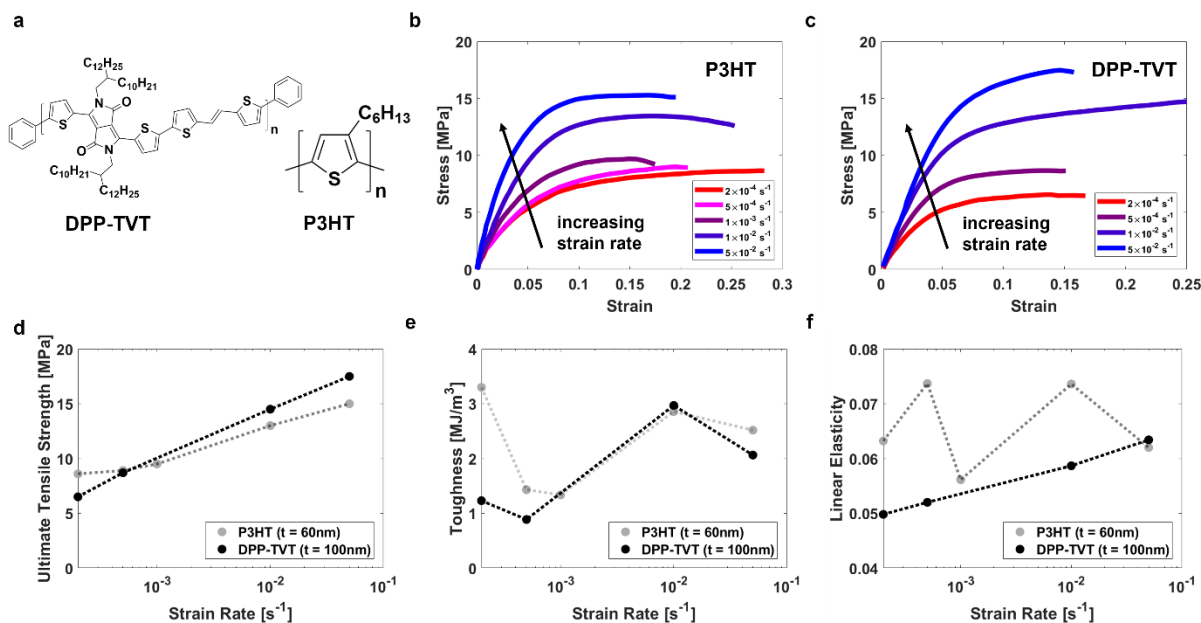 a
C₁₂H₂₅
C₁₀H₂₁
O
N
S
S
S
S
N
O
n
C₁₀H₂₁
C₁₂H₂₅
DPP-TVT
C₆H₁₃
S
n
P3HT
b
P3HT
Stress [MPa]
20
15
10
5
0
0 0.05 0.1 0.15 0.2 0.25 0.3
Strain
increasing
strain rate
2×10⁻⁴ s⁻¹
5×10⁻⁴ s⁻¹
1×10⁻³ s⁻¹
1×10⁻² s⁻¹
5×10⁻² s⁻¹
c
DPP-TVT
Stress [MPa]
20
15
10
5
0
0 0.05 0.1 0.15 0.2 0.25
Strain
increasing
strain rate
2×10⁻⁴ s⁻¹
5×10⁻⁴ s⁻¹
1×10⁻² s⁻¹
5×10⁻² s⁻¹
d
Ultimate Tensile Strength [MPa]
20
15
10
5
0
10⁻³ 10⁻² 10⁻¹
Strain Rate [s⁻¹]
P3HT (t = 60nm)
DPP-TVT (t = 100nm)
e
Toughness [MJ/m³]
4
3
2
1
0
10⁻³ 10⁻² 10⁻¹
Strain Rate [s⁻¹]
P3HT (t = 60nm)
DPP-TVT (t = 100nm)
f
Linear Elasticity
0.08
0.07
0.06
0.05
0.04
10⁻³ 10⁻² 10⁻¹
Strain Rate [s⁻¹]
P3HT (t = 60nm)
DPP-TVT (t = 100nm)